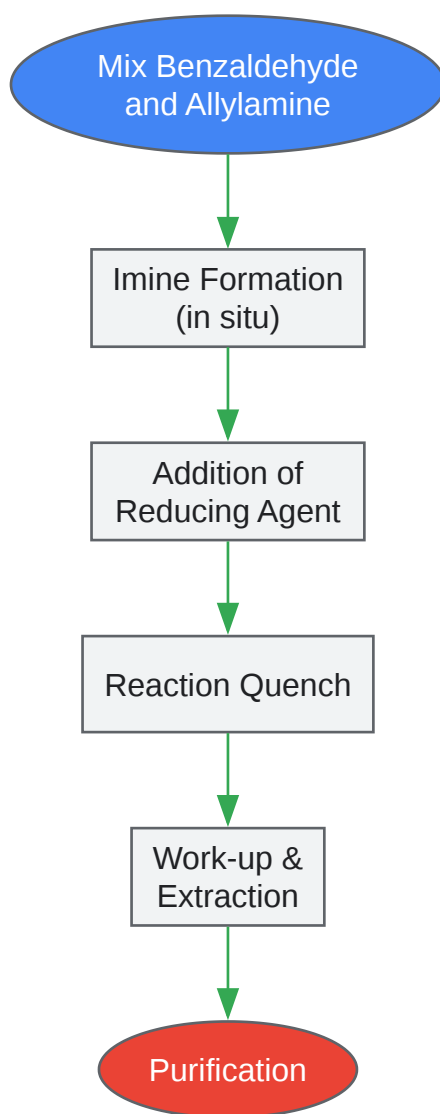 Mix Benzaldehyde
and Allylamine
Imine Formation
(in situ)
Addition of
Reducing Agent
Reaction Quench
Work-up &
Extraction
Purification